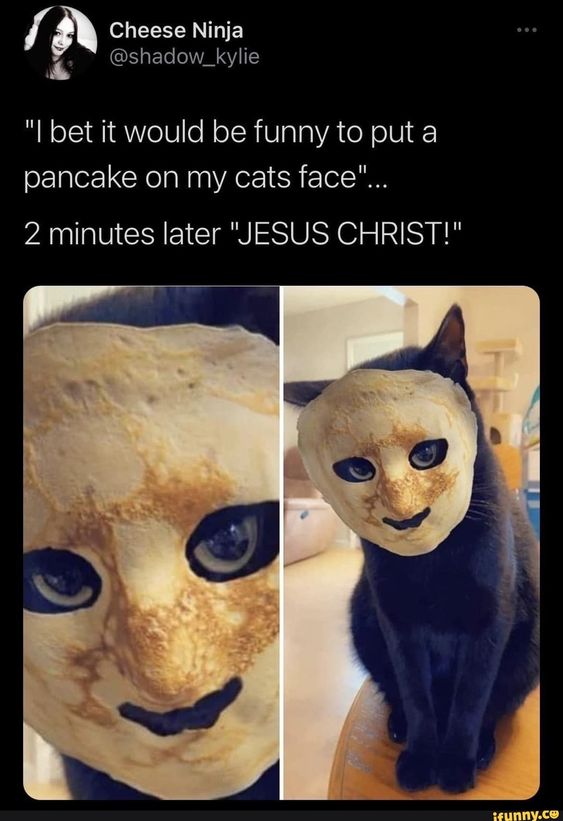 Cheese Ninja
@shadow_kylie
"I bet it would be funny to put a
pancake on my cats face"...
2 minutes later "JESUS CHRIST!"
ifunny.co